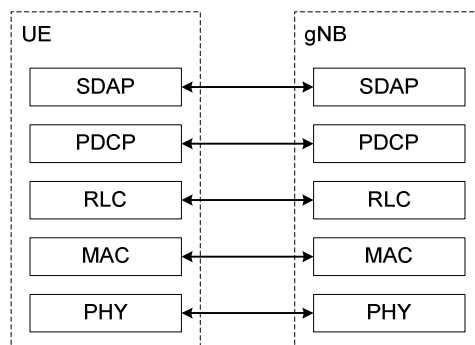 UE gNB
SDAP SDAP
PDCP PDCP
RLC RLC
MAC MAC
PHY PHY